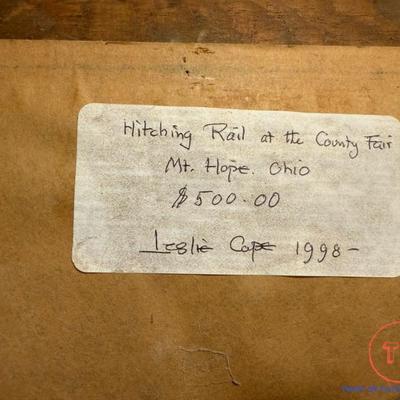 Hitching Rail at the County Fair
Mt. Hope. Ohio
$500.00
Leslie Cope 1998-
T